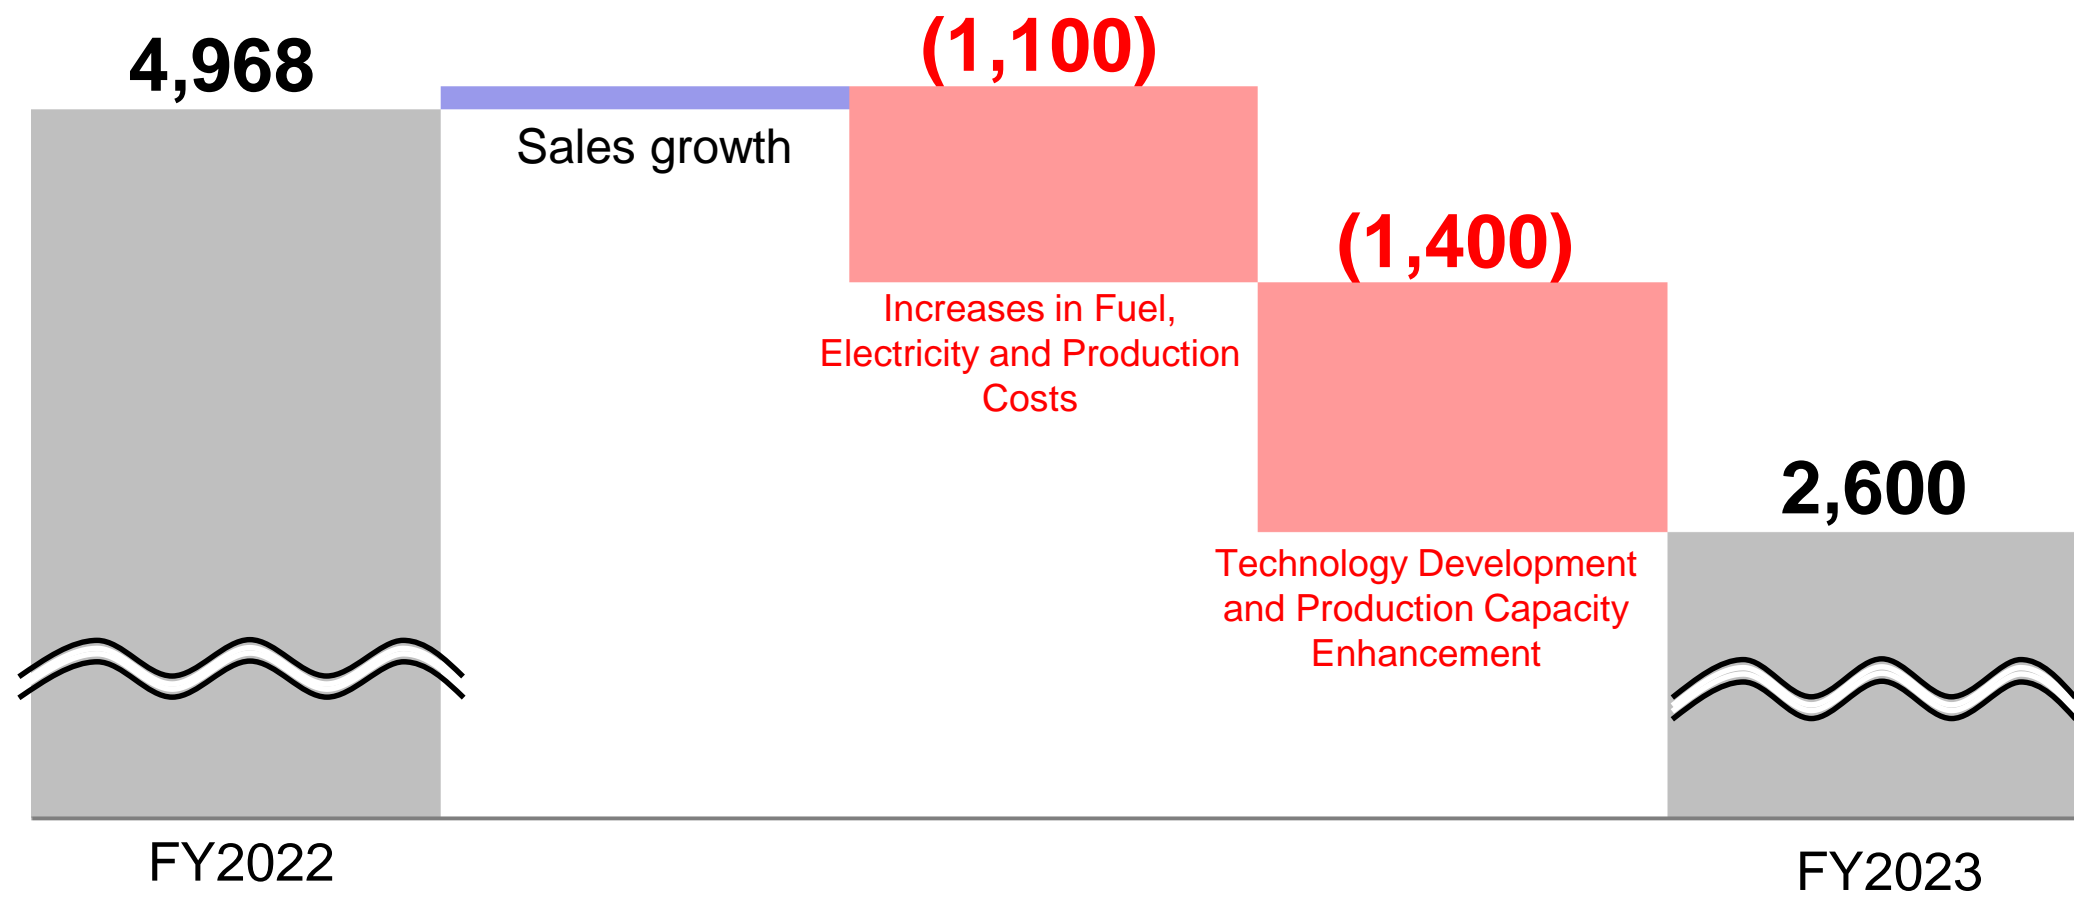 4,968
Sales growth
(1,100)
Increases in Fuel,
Electricity and Production
Costs
(1,400)
Technology Development
and Production Capacity
Enhancement
2,600
FY2022
FY2023